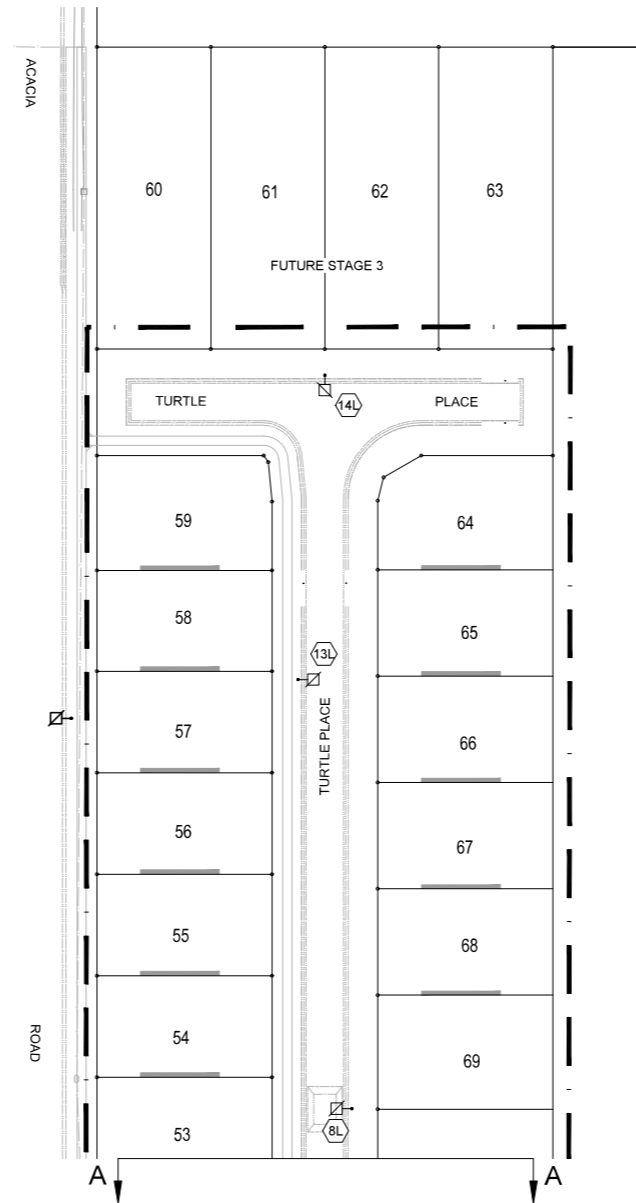 ACACIA
60
61
62
63
FUTURE STAGE 3
TURTLE
14L
PLACE
59
64
58
65
13L
57
TURTLE PLACE
66
56
67
55
68
54
ROAD
69
53
8L
A
A